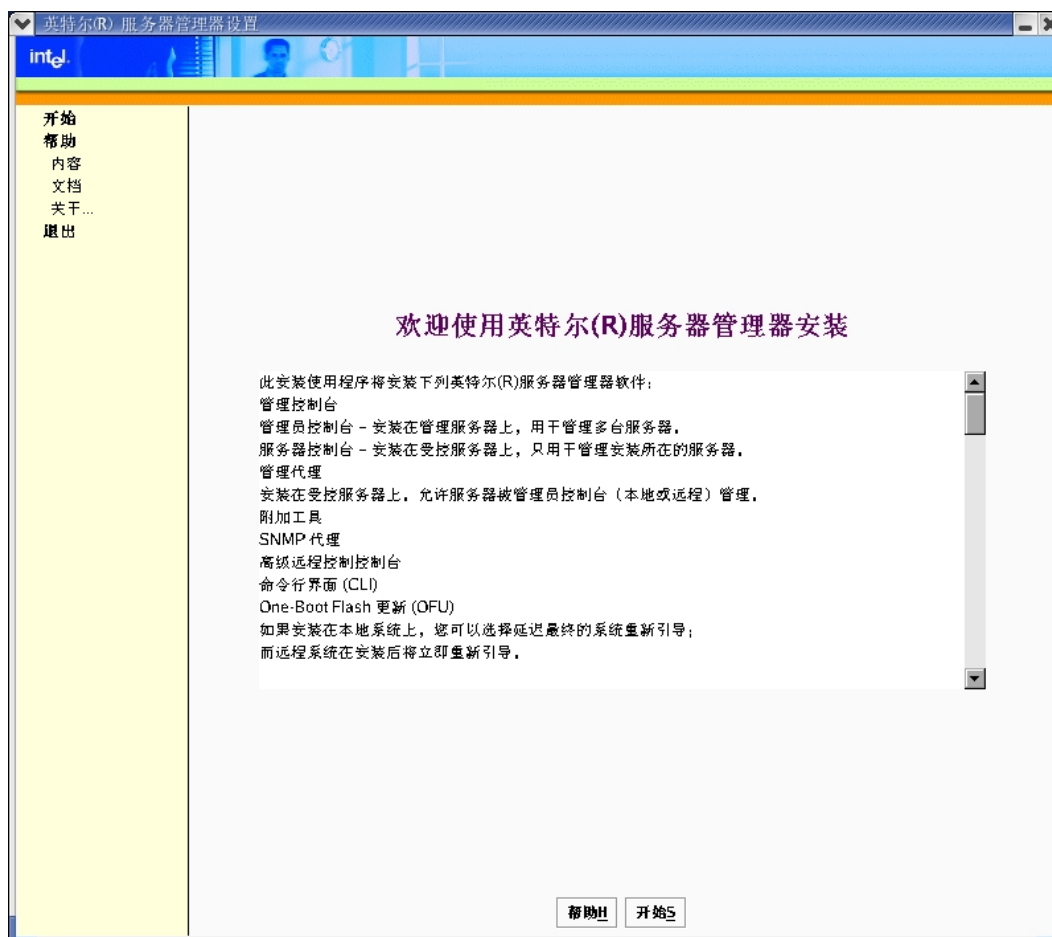 英特尔(R) 服务器管理器设置
intel.
开始
帮助
内容
文档
关于...
退出
欢迎使用英特尔(R)服务器管理器安装
此安装使用程序将安装下列英特尔(R)服务器管理器软件:
管理控制台
管理员控制台 – 安装在管理服务器上，用于管理多台服务器。
服务器控制台 – 安装在受控服务器上，只用于管理安装所在的服务器。
管理代理
安装在受控服务器上，允许服务器被管理员控制台（本地或远程）管理。
附加工具
SNMP 代理
高级远程控制控制台
命令行界面 (CLI)
One-Boot Flash 更新 (OFU)
如果安装在本地系统上，您可以选择延迟最终的系统重新引导;
而远程系统在安装后将立即重新引导。
帮助H 开始S